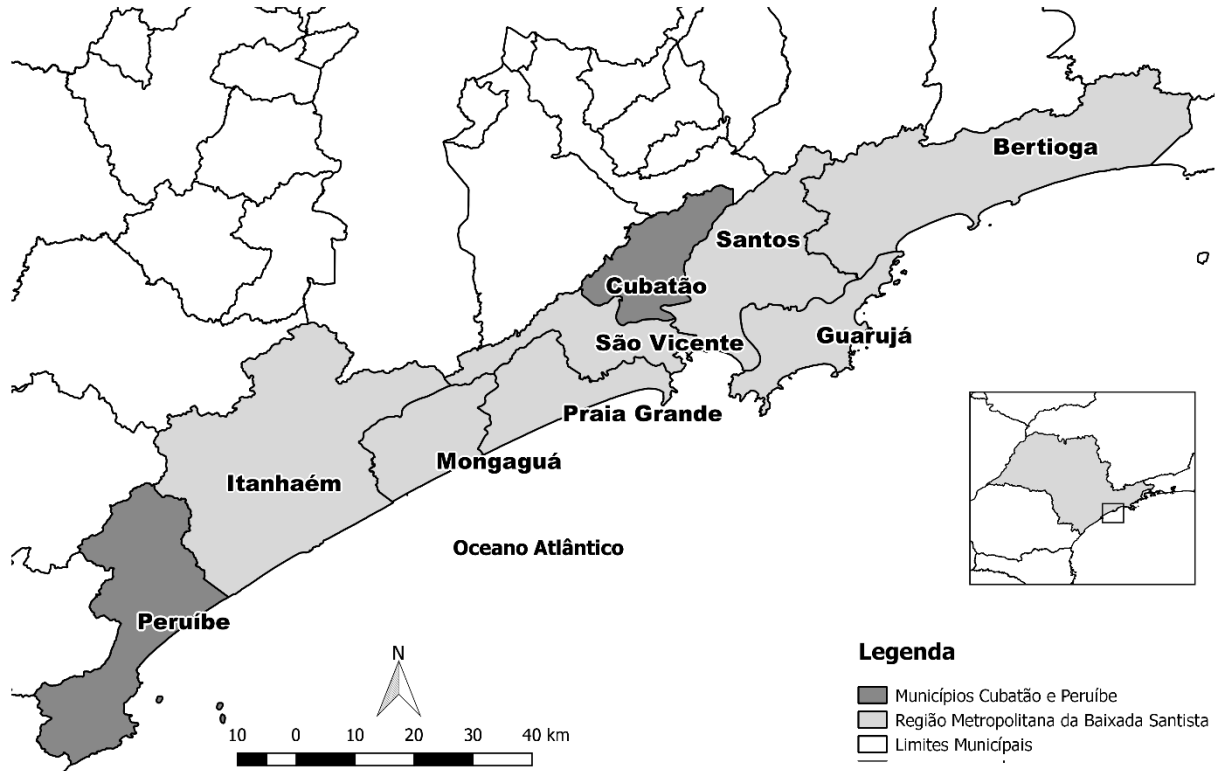 Bertioga
Santos
Cubatão
Guarujá
São Vicente
Praia Grande
Mongaguá
Itanhaém
Oceano Atlântico
Peruíbe
N
10 0 10 20 30 40 km
Legenda
Municípios Cubatão e Peruíbe
Região Metropolitana da Baixada Santista
Limites Municípais